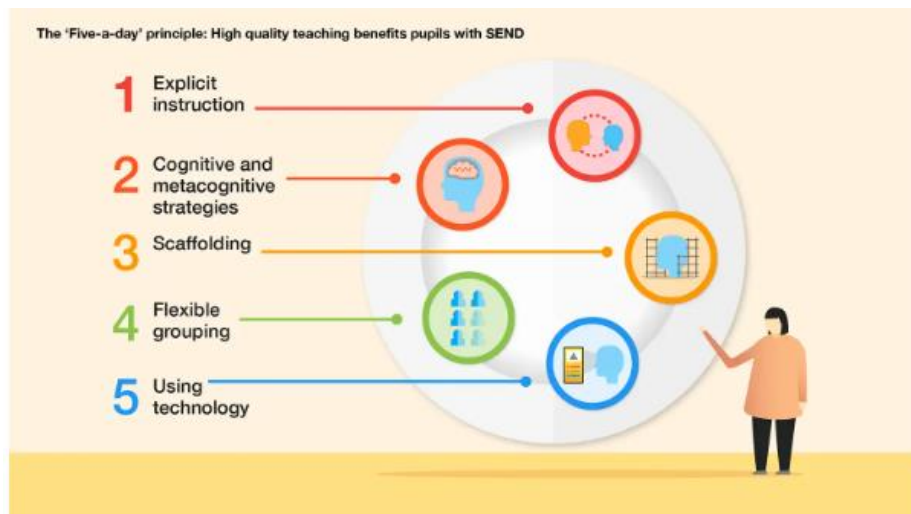 The ‘Five-a-day’ principle: High quality teaching benefits pupils with SEND
1 Explicit
instruction
2 Cognitive and
metacognitive
strategies
3 Scaffolding
4 Flexible
grouping
5 Using
technology